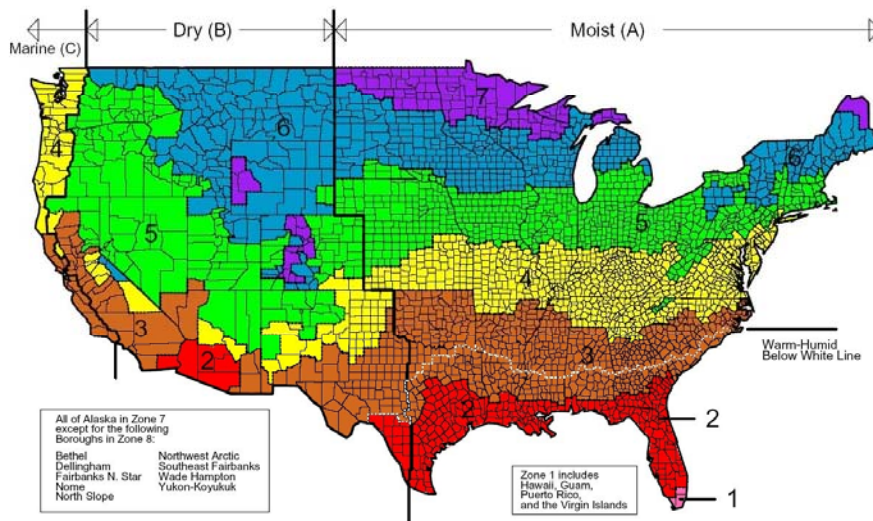 Marine (C)
Dry (B)
Moist (A)
7
6
6
4
5
5
4
3
3
2
2
2
1
Warm-Humid
Below White Line
All of Alaska in Zone 7
except for the following
Boroughs in Zone 8:
Bethel
Dellingham
Fairbanks N. Star
Nome
North Slope
Northwest Arctic
Southeast Fairbanks
Wade Hampton
Yukon-Koyukuk
Zone 1 includes
Hawaii, Guam,
Puerto Rico,
and the Virgin Islands